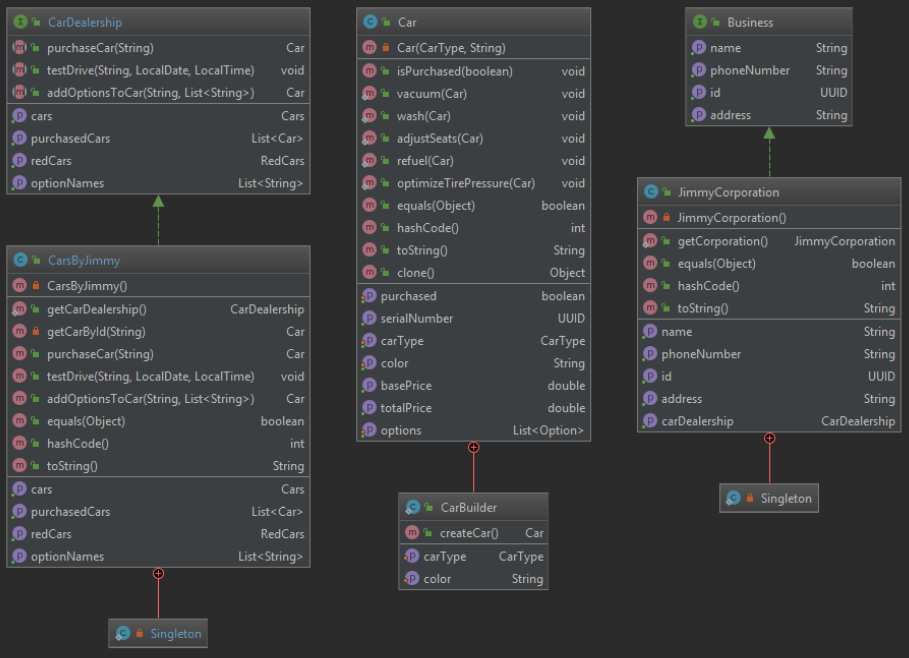 CarDealership
purchaseCar(String) Car
testDrive(String, LocalDate, LocalTime) void
addOptionsToCar(String, List<String>) Car
cars Cars
purchasedCars List<Car>
redCars RedCars
optionNames List<String>
CarsByJimmy
CarsByJimmy()
getCarDealership() CarDealership
getCarById(String) Car
purchaseCar(String) Car
testDrive(String, LocalDate, LocalTime) void
addOptionsToCar(String, List<String>) Car
equals(Object) boolean
hashCode() int
toString() String
cars Cars
purchasedCars List<Car>
redCars RedCars
optionNames List<String>
Singleton
Car
Car(CarType, String)
isPurchased(boolean) void
vacuum(Car) void
wash(Car) void
adjustSeats(Car) void
refuel(Car) void
optimizeTirePressure(Car) void
equals(Object) boolean
hashCode() int
toString() String
clone() Object
purchased boolean
serialNumber UUID
carType CarType
color String
basePrice double
totalPrice double
options List<Option>
CarBuilder
createCar() Car
carType CarType
color String
Business
name String
phoneNumber String
id UUID
address String
JimmyCorporation
JimmyCorporation()
getCorporation() JimmyCorporation
equals(Object) boolean
hashCode() int
toString() String
name String
phoneNumber String
id UUID
address String
carDealership CarDealership
Singleton